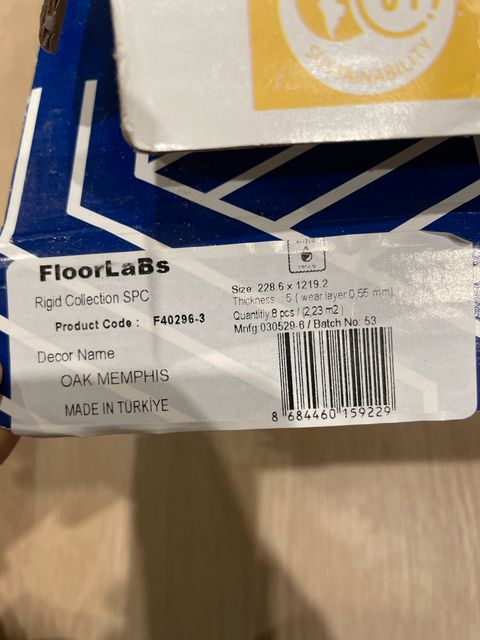 SUSTAINABILITY
FloorLaBs
Rigid Collection SPC
Product Code : F40296-3
Decor Name
OAK MEMPHIS
MADE IN TÜRKİYE
Size: 228.6 x 1219.2
Thickness : 5 ( wear layer 0,55 mm)
Quantitiy 8 pcs / (2,23 m2 )
Mnfg 030529-6 / Batch No: 53
8 684460 159229